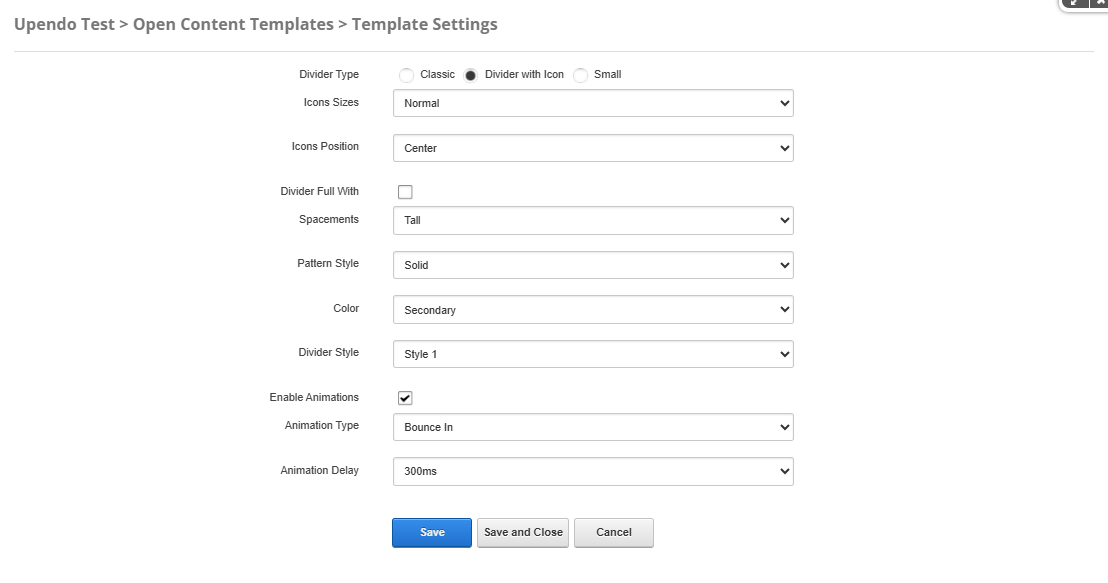 Upendo Test > Open Content Templates > Template Settings
Divider Type Classic Divider with Icon Small
Icons Sizes Normal
Icons Position Center
Divider Full With
Spacements Tall
Pattern Style Solid
Color Secondary
Divider Style Style 1
Enable Animations
Animation Type Bounce In
Animation Delay 300ms
Save Save and Close Cancel